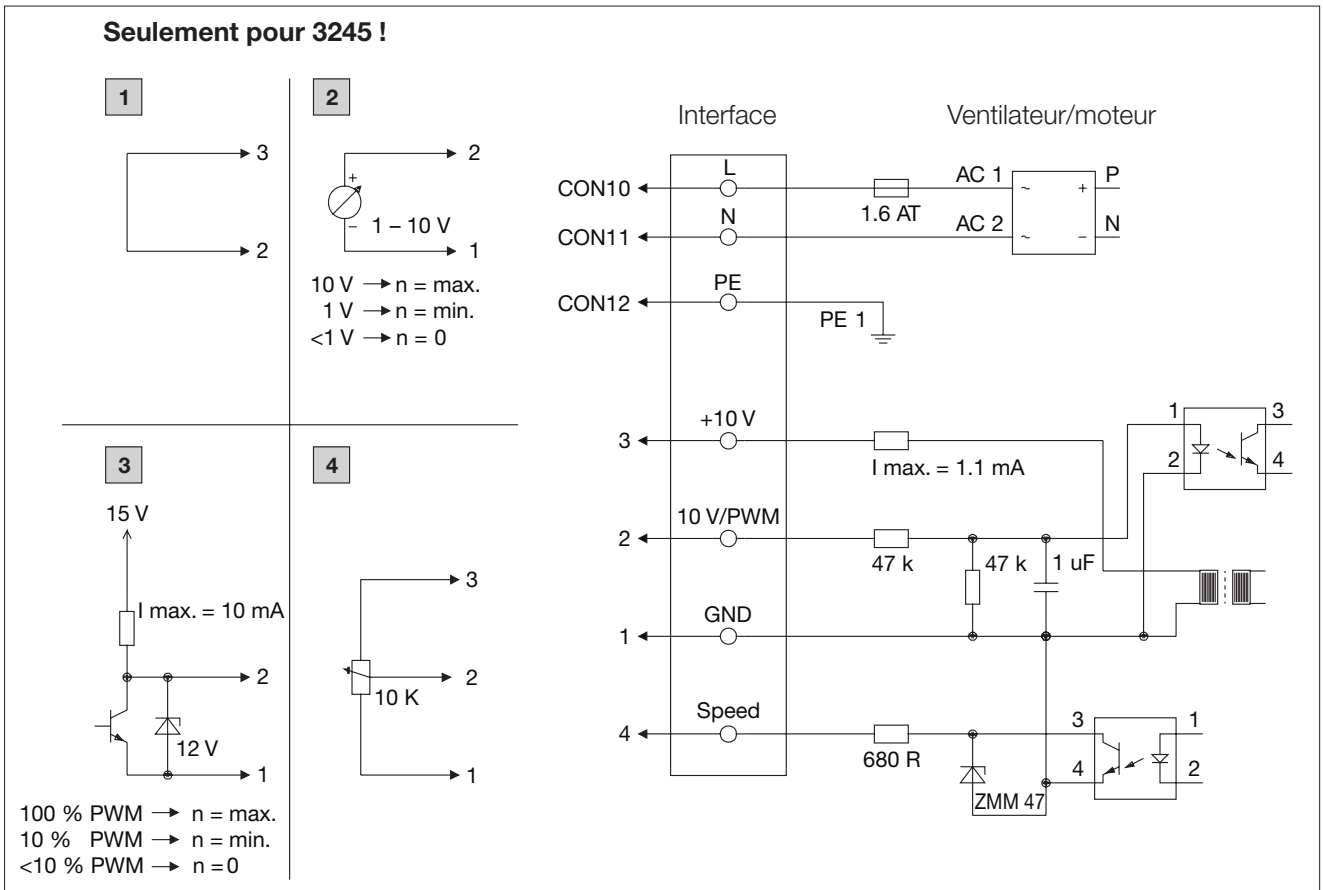 Seulement pour 3245 !
1
3
2
2
2
+
–
1 – 10 V
1
10 V → n = max.
1 V → n = min.
<1 V → n = 0
3
15 V
I max. = 10 mA
2
12 V
1
100 % PWM → n = max.
10 % PWM → n = min.
<10 % PWM → n = 0
4
3
2
10 K
1
Interface
Ventilateur/moteur
CON10
L
1.6 AT
AC 1
~
+
P
CON11
N
AC 2
~
–
N
CON12
PE
PE 1
3
+10 V
I max. = 1.1 mA
1
2
3
4
2
10 V/PWM
47 k
47 k
1 uF
1
GND
4
Speed
680 R
ZMM 47
3
4
1
2